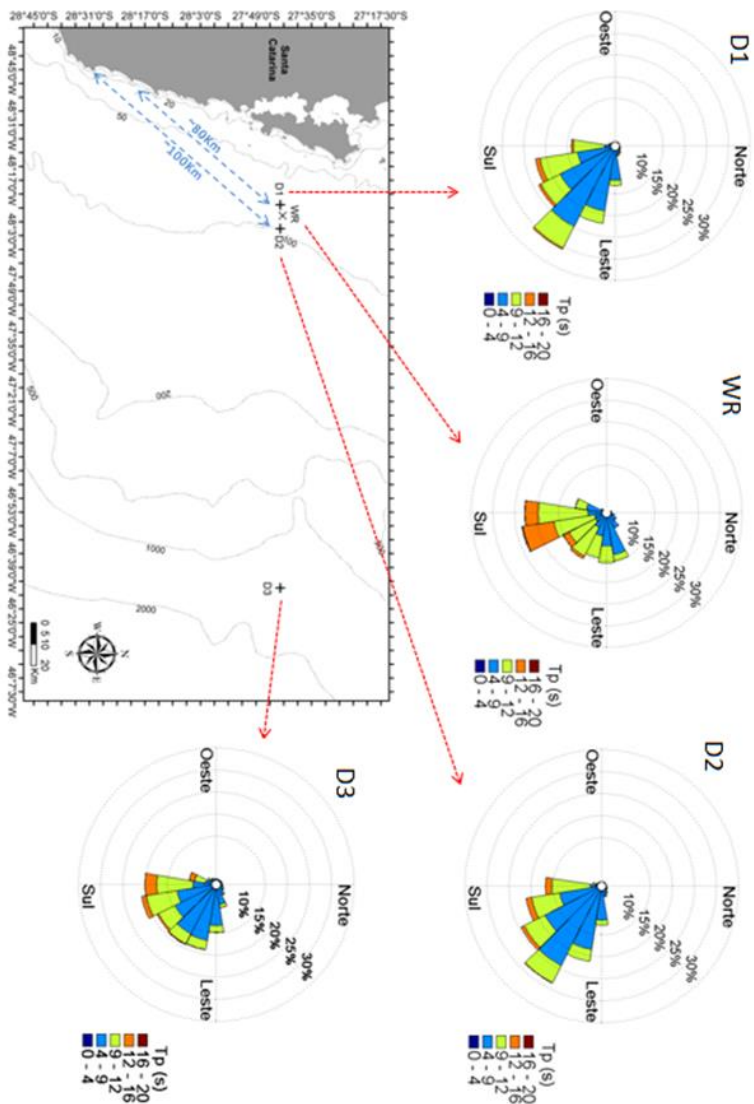 D1
Norte
30%
25%
20%
15%
10%
Oeste
Leste
Sul
Tp (s)
16 - 20
12 - 16
9 - 12
4 - 9
0 - 4
WR
Norte
30%
25%
20%
15%
10%
Oeste
Leste
Sul
Tp (s)
16 - 20
12 - 16
9 - 12
4 - 9
0 - 4
D2
Norte
30%
25%
20%
15%
10%
Oeste
Leste
Sul
Tp (s)
16 - 20
12 - 16
9 - 12
4 - 9
0 - 4
27°17'30"S
27°35'0"S
27°49'0"S
28°3'0"S
28°17'0"S
28°31'0"S
28°45'0"S
Santa
Catarina
WR
D1
D2
D3
~80Km
~100Km
10
20
50
200
1000
2000
N
W
E
S
0 5 10 20
Km
48°45'0"W
48°31'0"W
48°17'0"W
48°3'0"W
47°49'0"W
47°35'0"W
47°21'0"W
47°7'0"W
46°53'0"W
46°39'0"W
46°25'0"W
46°7'30"W
D3
Norte
30%
25%
20%
15%
10%
Oeste
Leste
Sul
Tp (s)
16 - 20
12 - 16
9 - 12
4 - 9
0 - 4